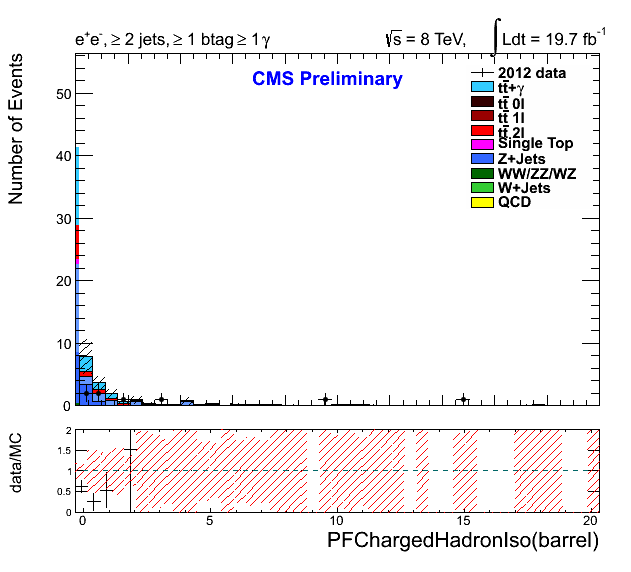 e⁺e⁻, ≥ 2 jets, ≥ 1 btag ≥ 1 γ    √s = 8 TeV,    ∫ Ldt = 19.7 fb⁻¹
CMS Preliminary
2012 data
tt̄+γ
tt̄ 0l
tt̄ 1l
tt̄ 2l
Single Top
Z+Jets
WW/ZZ/WZ
W+Jets
QCD
Number of Events
50
40
30
20
10
0
data/MC
2
1.5
1
0.5
0
0 5 10 15 20
PFChargedHadronIso(barrel)